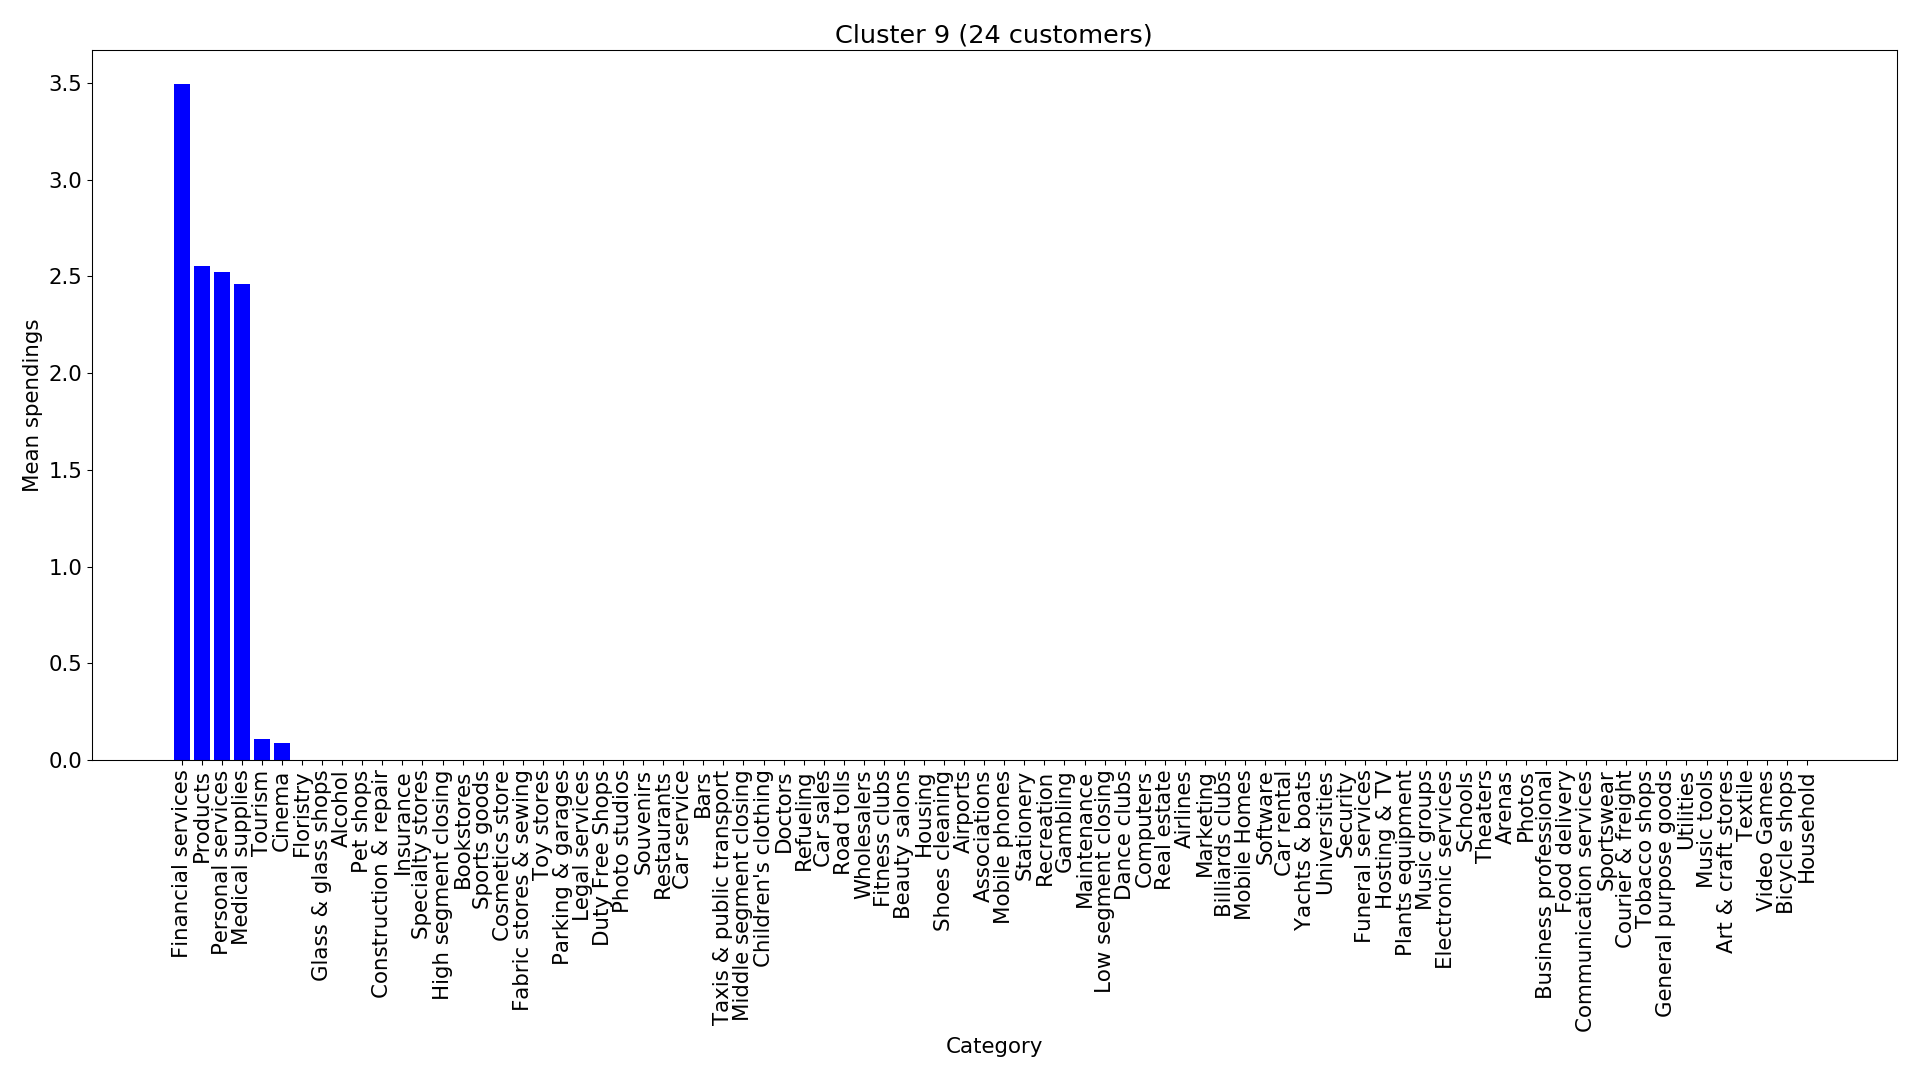 Cluster 9 (24 customers)
3.5
3.0
2.5
2.0
1.5
1.0
0.5
0.0
Mean spendings
Financial services
Products
Personal services
Medical supplies
Tourism
Cinema
Floristry
Glass & glass shops
Alcohol
Pet shops
Construction & repair
Insurance
Specialty stores
High segment closing
Bookstores
Sports goods
Cosmetics store
Fabric stores & sewing
Toy stores
Parking & garages
Legal services
Duty Free Shops
Photo studios
Souvenirs
Restaurants
Car service
Bars
Taxis & public transport
Middle segment closing
Children's clothing
Doctors
Refueling
Car sales
Road tolls
Wholesalers
Fitness clubs
Beauty salons
Housing
Shoes cleaning
Airports
Associations
Mobile phones
Stationery
Recreation
Gambling
Maintenance
Low segment closing
Dance clubs
Computers
Real estate
Airlines
Marketing
Billiards clubs
Mobile Homes
Software
Car rental
Yachts & boats
Universities
Security
Funeral services
Hosting & TV
Plants equipment
Music groups
Electronic services
Schools
Theaters
Arenas
Photos
Business professional
Food delivery
Communication services
Sportswear
Courier & freight
Tobacco shops
General purpose goods
Utilities
Music tools
Art & craft stores
Textile
Video Games
Bicycle shops
Household
Category